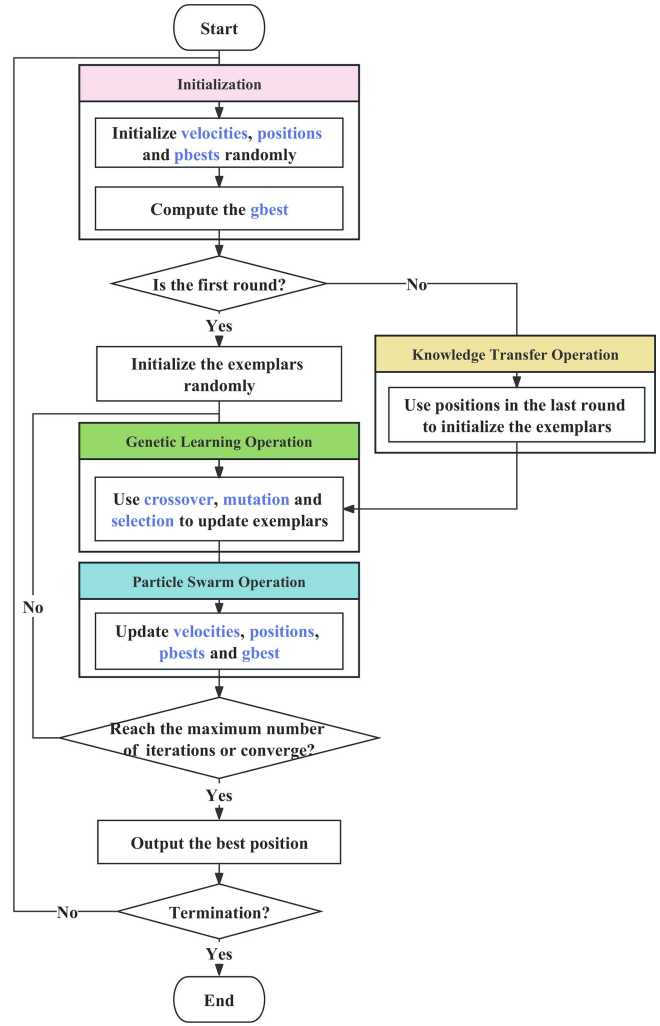 Start
Initialization
Initialize velocities, positions
and pbests randomly
Compute the gbest
Is the first round?
No
Yes
Knowledge Transfer Operation
Initialize the exemplars
randomly
Use positions in the last round
to initialize the exemplars
Genetic Learning Operation
Use crossover, mutation and
selection to update exemplars
Particle Swarm Operation
No
Update velocities, positions,
pbests and gbest
Reach the maximum number
of iterations or converge?
Yes
Output the best position
Termination?
No
Yes
End